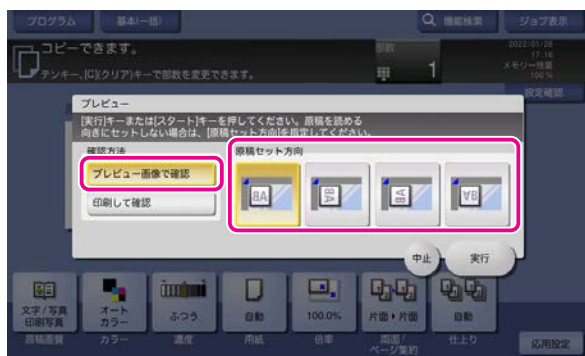 プログラム
基本(一括)
機能検索
ジョブ表示
コピーできます。
テンキー、[C](クリア)キーで部数を変更できます。
部数
1
2022/01/28
17:16
メモリー残量
100 %
設定確認
プレビュー
[実行]キーまたは[スタート]キーを押してください。原稿を読める
向きにセットしない場合は、[原稿セット方向]を指定してください。
確認方法
原稿セット方向
プレビュー画像で確認
印刷して確認
中止
実行
文字/写真
印刷写真
オート
カラー
ふつう
自動
100.0%
片面▸片面
自動
原稿画質
カラー
濃度
用紙
倍率
両面/
ページ集約
仕上り
応用設定